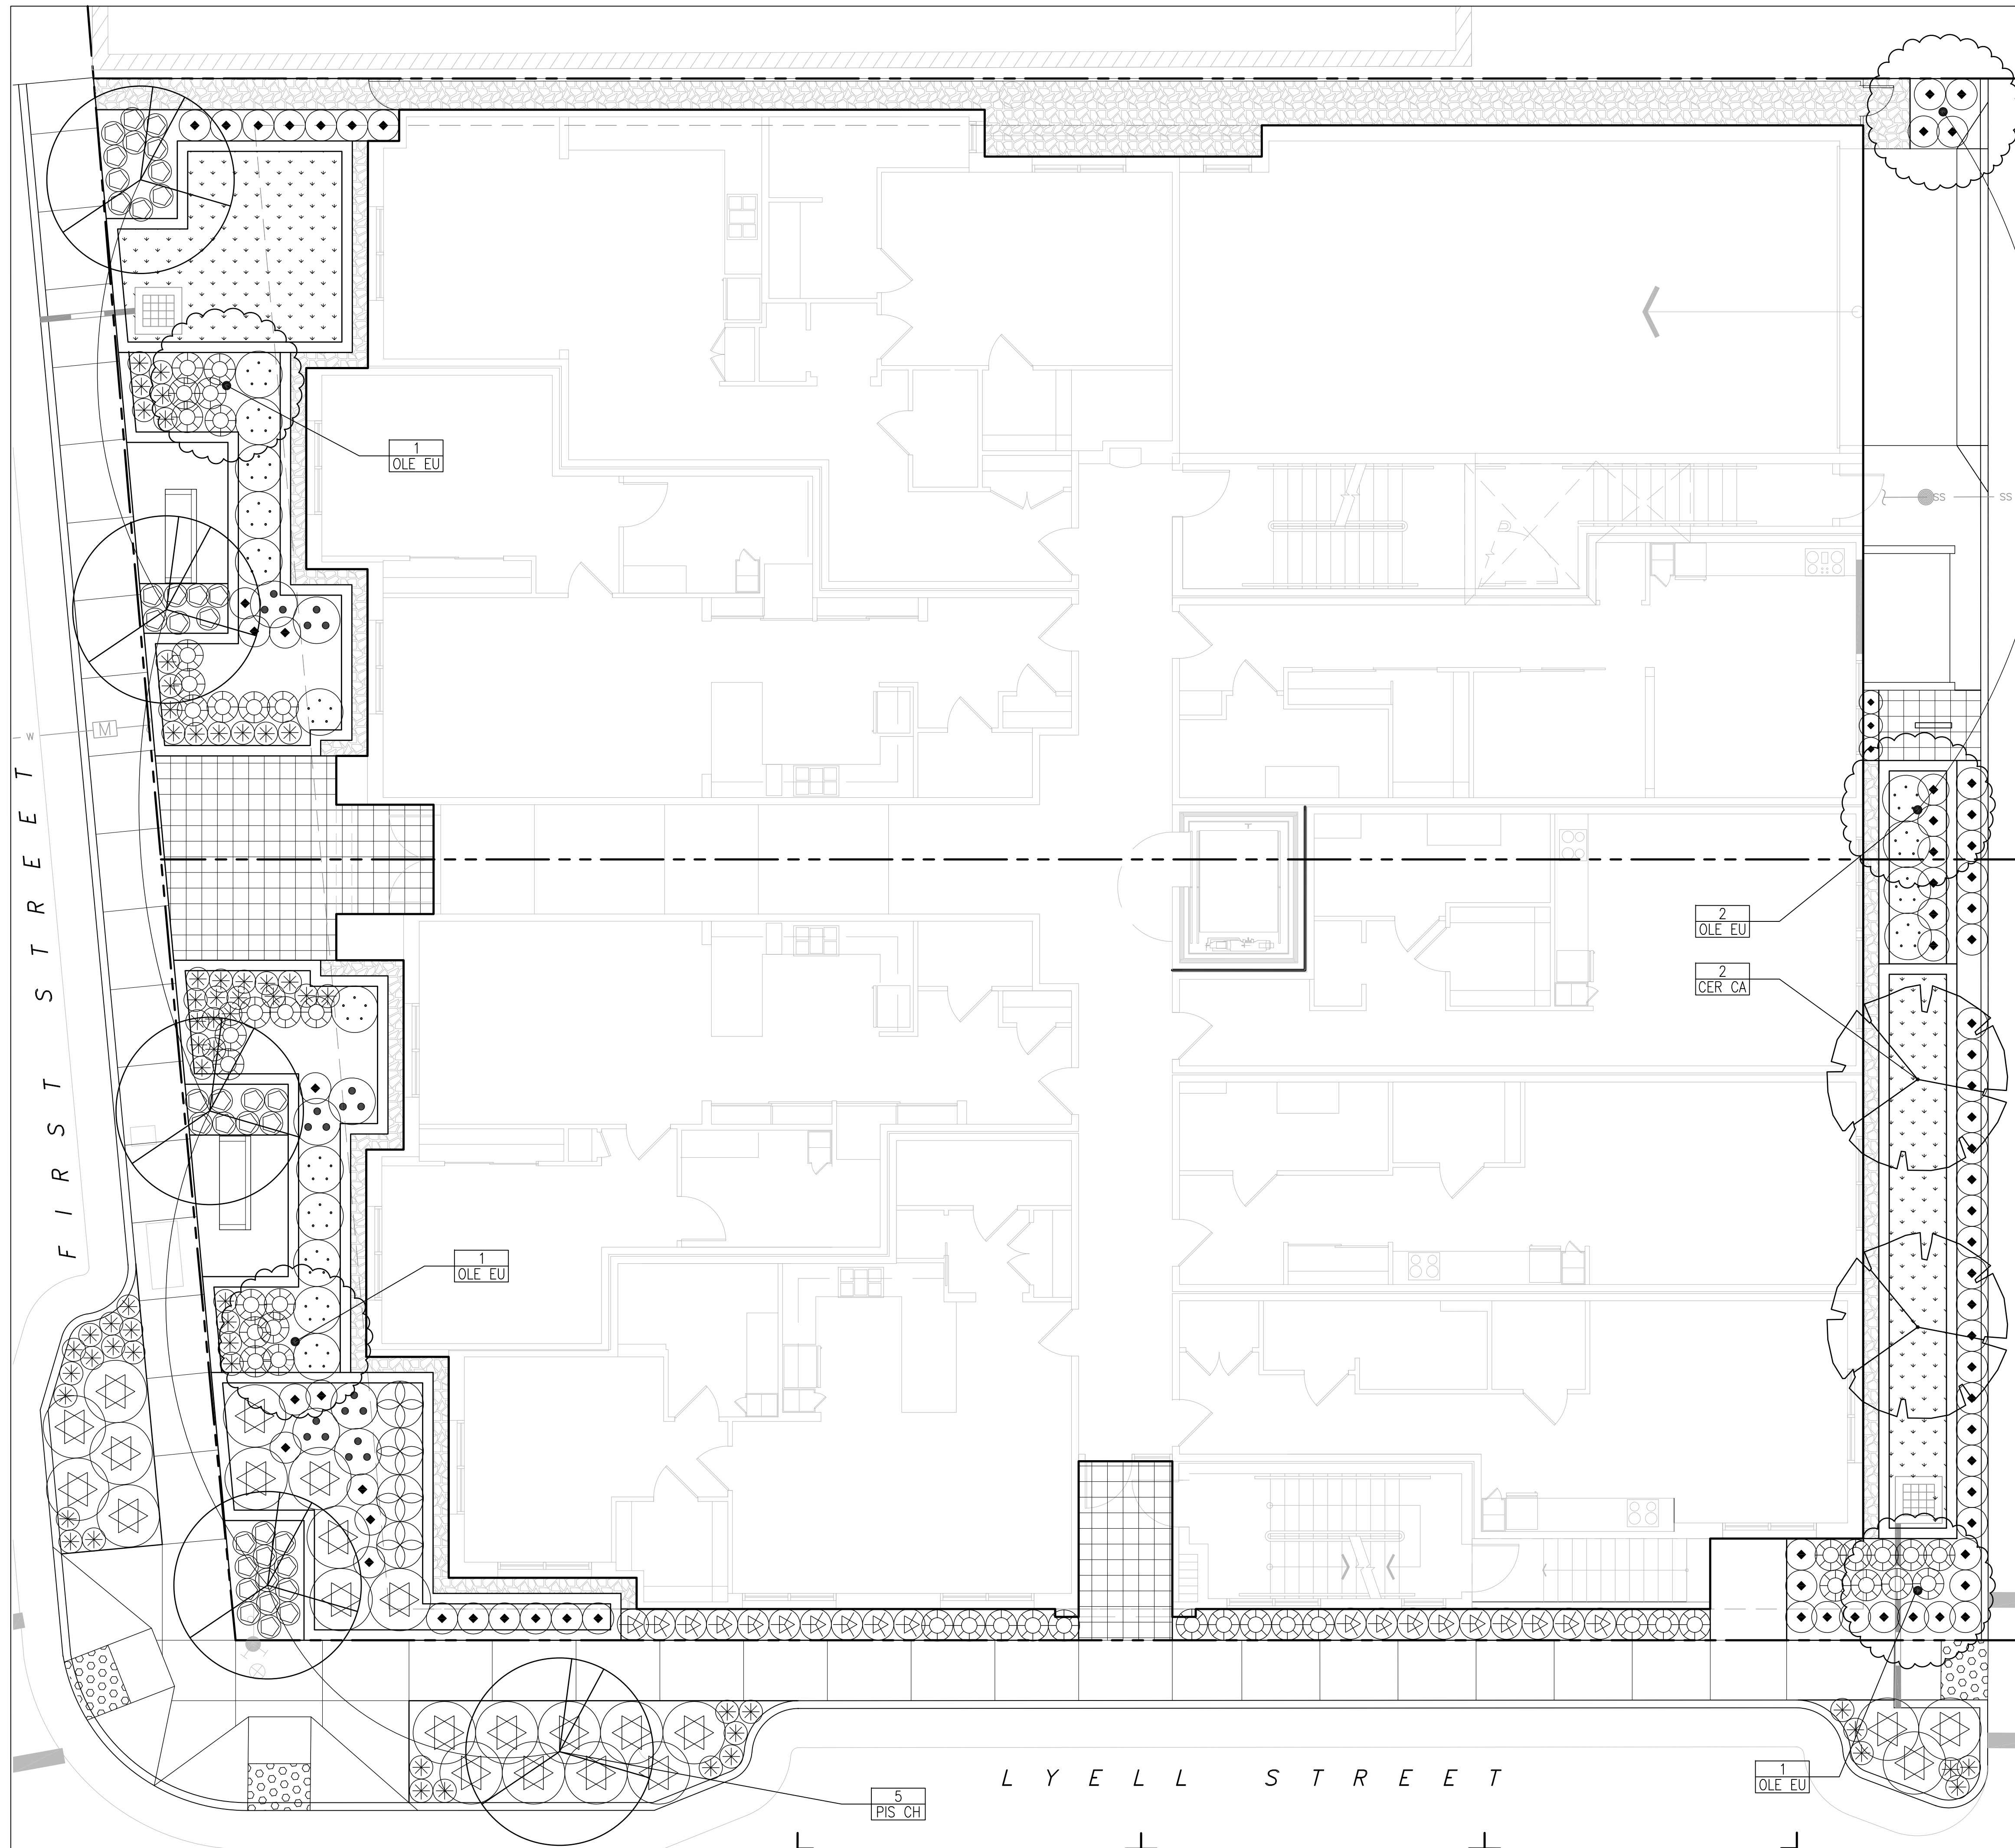 1
OLE EU
SS
SS
W
M
FIRST STREET
2
OLE EU
2
CER CA
1
OLE EU
LYELL STREET
1
OLE EU
5
PIS CH